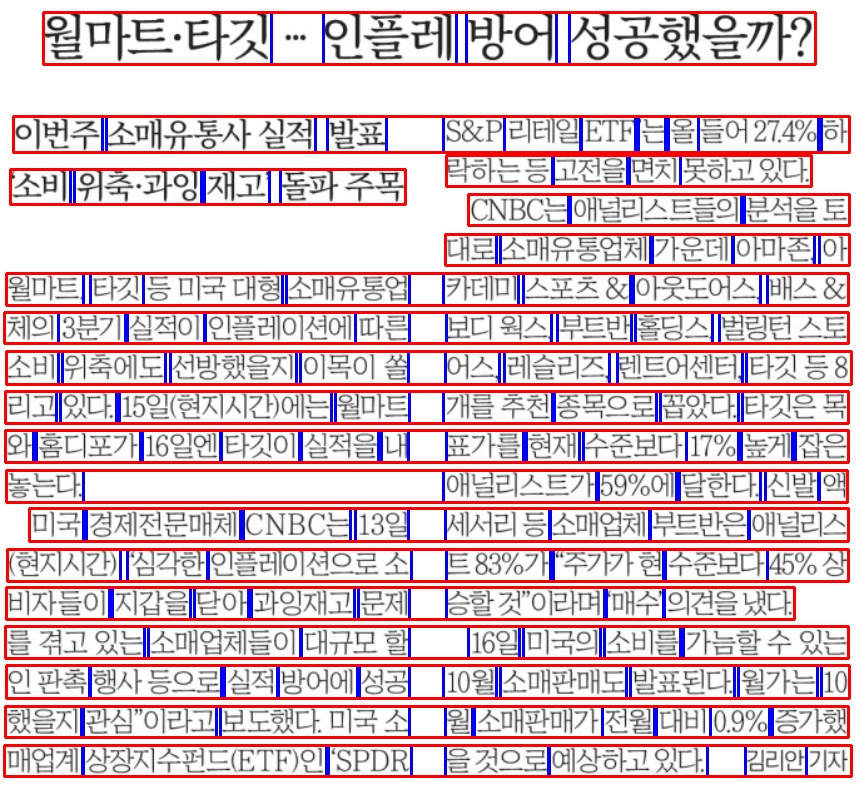 월마트·타깃 … 인플레 방어 성공했을까?
이번주 소매유통사 실적 발표
‘소비 위축·과잉 재고’ 돌파 주목
월마트, 타깃 등 미국 대형 소매유통업
체의 3분기 실적이 인플레이션에 따른
소비 위축에도 선방했을지 이목이 쏠
리고 있다. 15일(현지시간)에는 월마트
와 홈디포가 16일엔 타깃이 실적을 내
놓는다.
미국 경제전문매체 CNBC는 13일
(현지시간) “심각한 인플레이션으로 소
비자들이 지갑을 닫아 과잉재고 문제
를 겪고 있는 소매업체들이 대규모 할
인 판촉 행사 등으로 실적 방어에 성공
했을지 관심”이라고 보도했다. 미국 소
매업계 상장지수펀드(ETF)인 ‘SPDR
S&P 리테일 ETF’는 올 들어 27.4% 하
락하는 등 고전을 면치 못하고 있다.
CNBC는 애널리스트들의 분석을 토
대로 소매유통업체 가운데 아마존, 아
카데미 스포츠 & 아웃도어스, 배스 &
보디 웍스, 부트반 홀딩스, 벌링턴 스토
어스, 레슬리즈, 렌트어센터, 타깃 등 8
개를 추천 종목으로 꼽았다. 타깃은 목
표가를 현재 수준보다 17% 높게 잡은
애널리스트가 59%에 달한다. 신발 액
세서리 등 소매업체 부트반은 애널리스
트 83%가 “주가가 현 수준보다 45% 상
승할 것”이라며 ‘매수’ 의견을 냈다.
16일 미국의 소비를 가늠할 수 있는
10월 소매판매도 발표된다. 월가는 10
월 소매판매가 전월 대비 0.9% 증가했
을 것으로 예상하고 있다. 김리안 기자